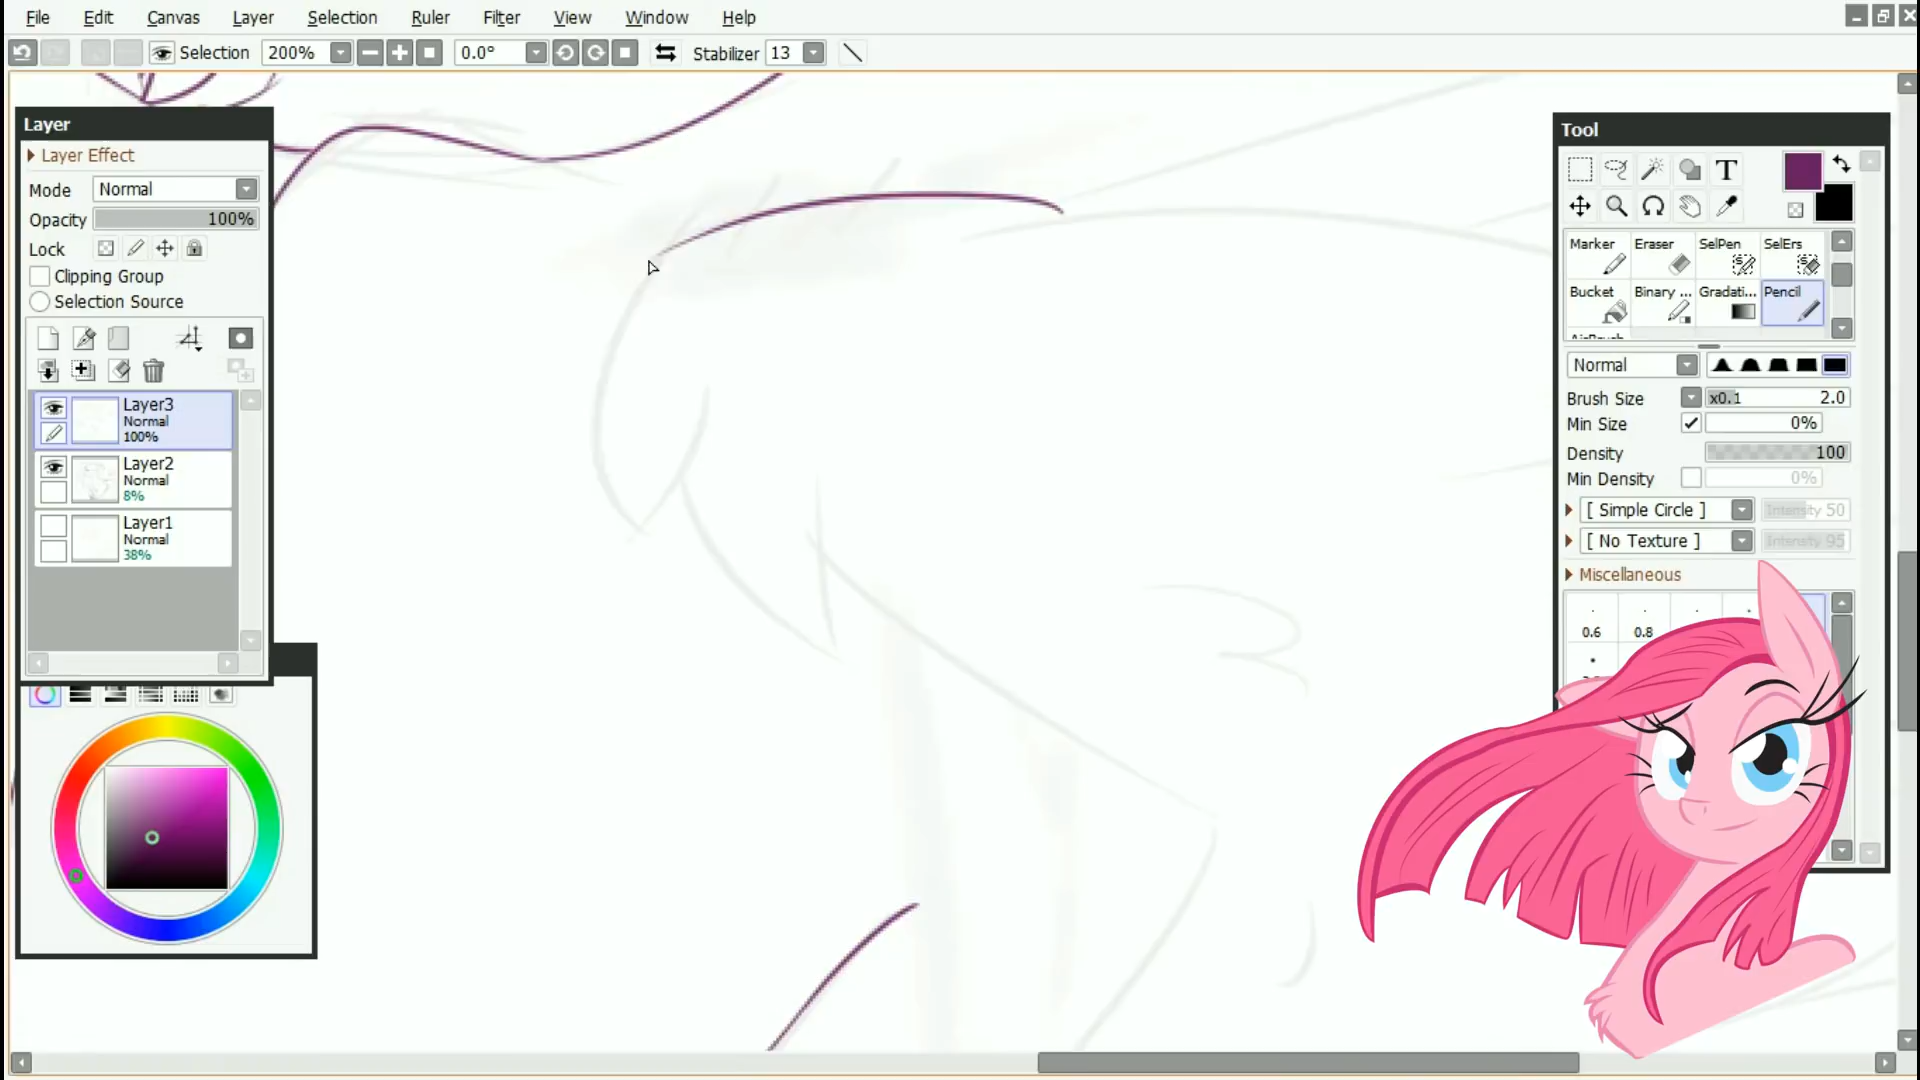 File Edit Canvas Layer Selection Ruler Filter View Window Help
Selection 200% 0.0° Stabilizer 13
Layer
Layer Effect
Mode Normal
Opacity 100%
Lock
Clipping Group
Selection Source
Layer3
Normal
100%
Layer2
Normal
8%
Layer1
Normal
38%
Tool
T
Marker Eraser SelPen SelErs
Bucket Binary ... Gradati... Pencil
Normal
Brush Size x0.1 2.0
Min Size 0%
Density 100
Min Density 0%
[ Simple Circle ] Intensity 50
[ No Texture ] Intensity 95
Miscellaneous
0.6 0.8